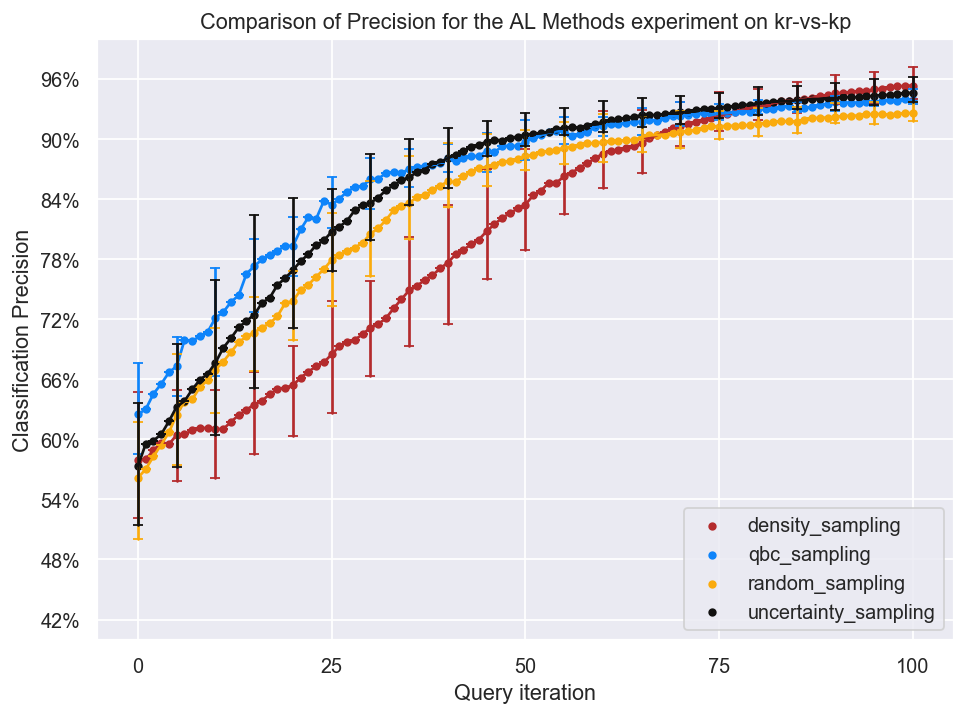 Comparison of Precision for the AL Methods experiment on kr-vs-kp
Classification Precision
96%
90%
84%
78%
72%
66%
60%
54%
48%
42%
density_sampling
qbc_sampling
random_sampling
uncertainty_sampling
0 25 50 75 100
Query iteration